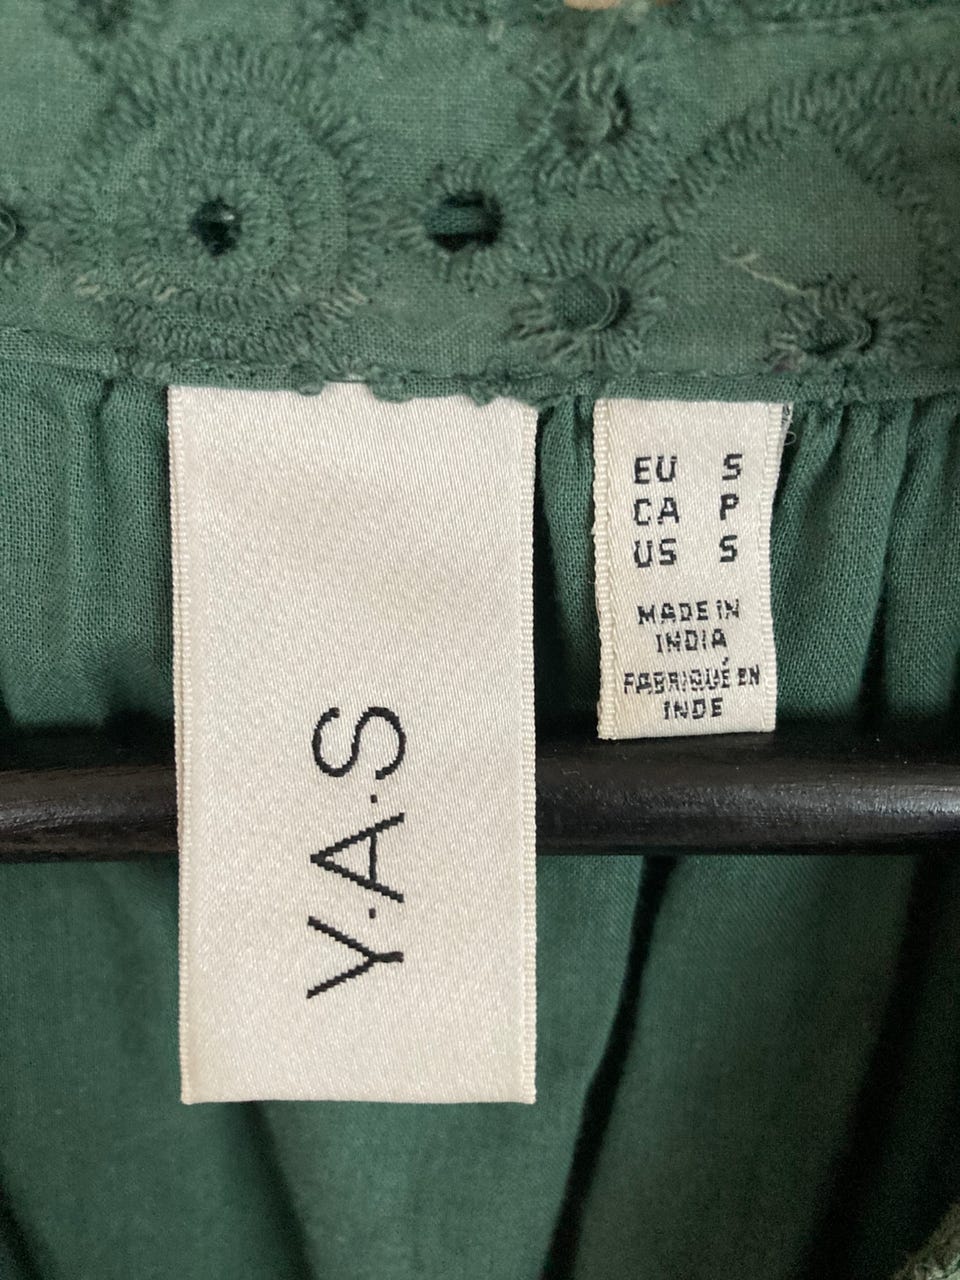 Y.A.S
EU S
CA P
US S
MADE IN
INDIA
FABRIQUÉ EN
INDE